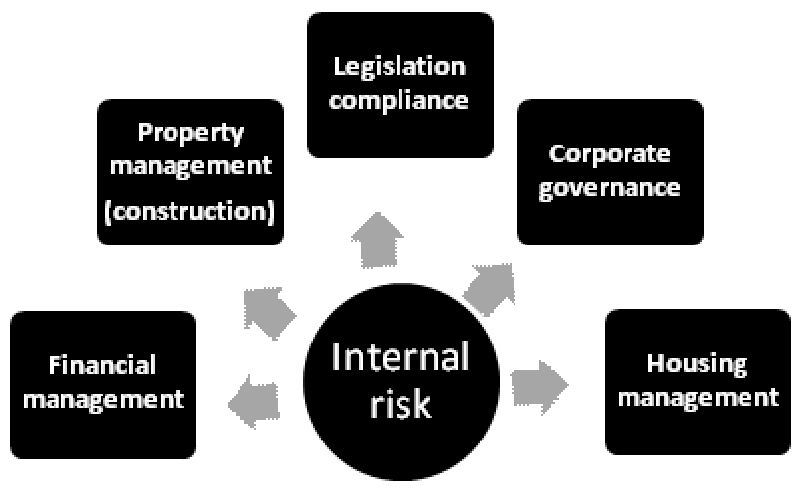 Legislation
compliance
Property
management
(construction)
Corporate
governance
Internal
risk
Financial
management
Housing
management